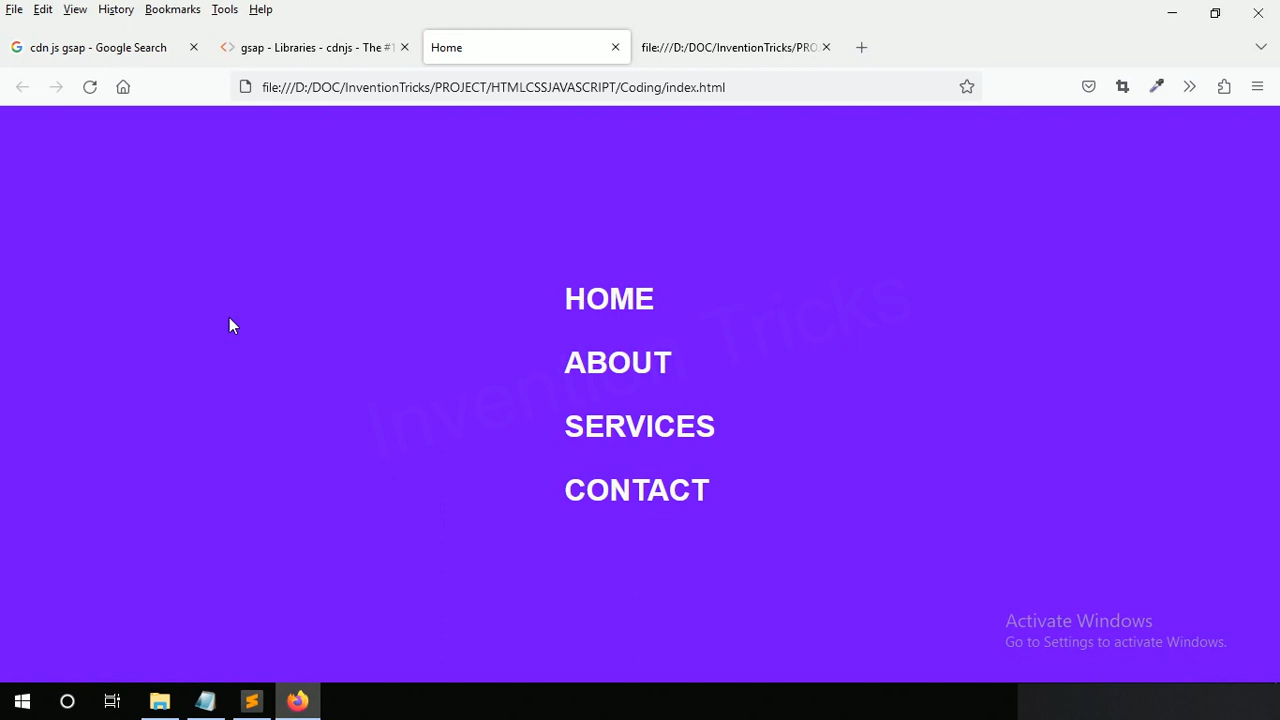 File Edit View History Bookmarks Tools Help
cdn js gsap - Google Search
gsap - Libraries - cdnjs - The #1
Home
file:///D:/DOC/InventionTricks/PRO
file:///D:/DOC/InventionTricks/PROJECT/HTMLCSSJAVASCRIPT/Coding/index.html
HOME
ABOUT
SERVICES
CONTACT
Invention Tricks
Activate Windows
Go to Settings to activate Windows.